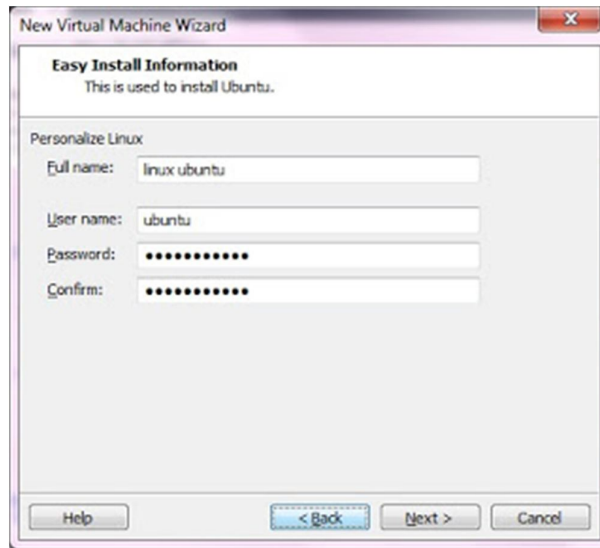 New Virtual Machine Wizard
Easy Install Information
This is used to install Ubuntu.
Personalize Linux
Full name: linux ubuntu
User name: ubuntu
Password: ●●●●●●●●●●●
Confirm: ●●●●●●●●●●●
Help < Back Next > Cancel